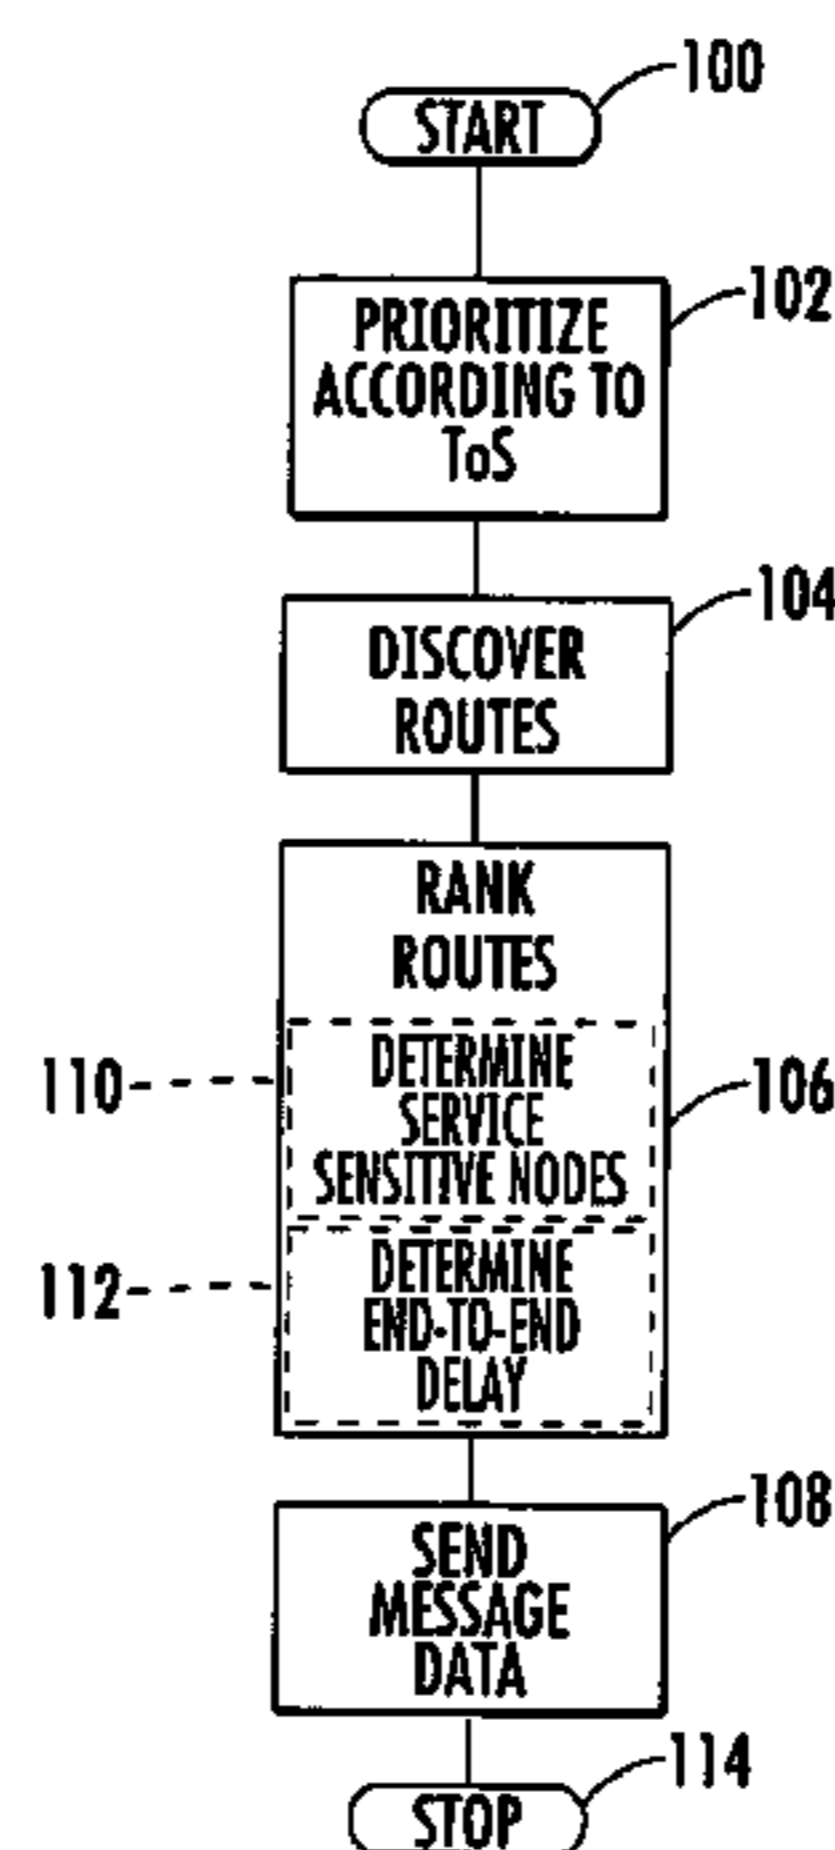 100
START
102
PRIORITIZE
ACCORDING TO
ToS
104
DISCOVER
ROUTES
RANK
ROUTES
110
DETERMINE
SERVICE
SENSITIVE NODES
106
112
DETERMINE
END-TO-END
DELAY
108
SEND
MESSAGE
DATA
114
STOP